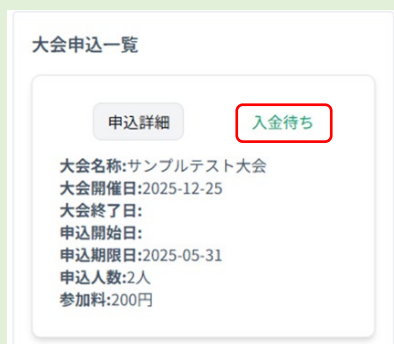 大会申込一覧
申込詳細 入金待ち
大会名称:サンプルテスト大会
大会開催日:2025-12-25
大会終了日:
申込開始日:
申込期限日:2025-05-31
申込人数:2人
参加料:200円